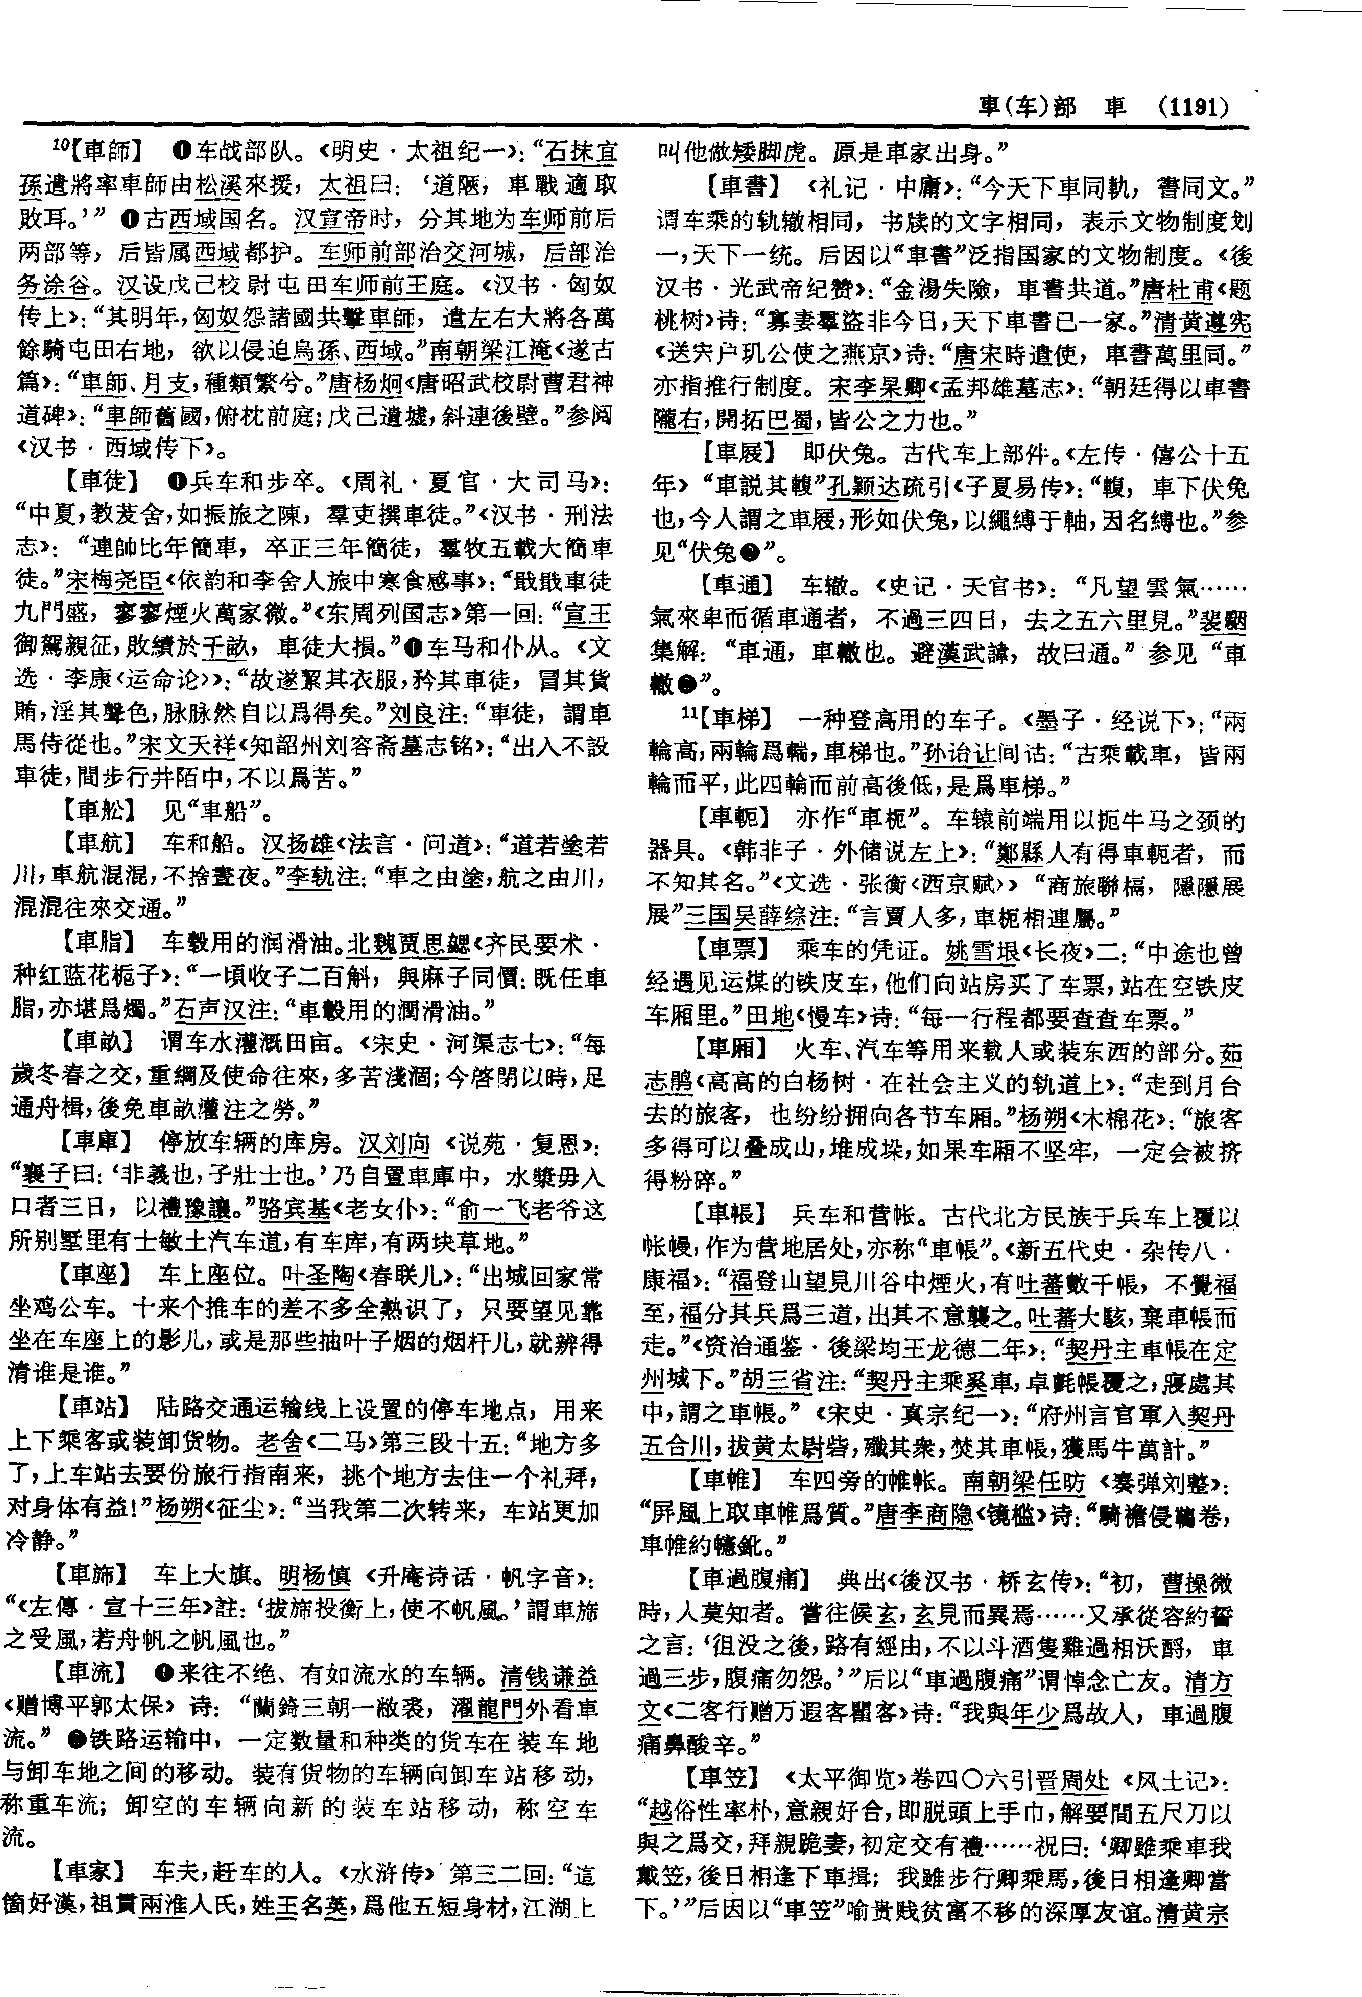 車(车)部　車　(1191)
¹⁰【車師】　❶车战部队。《明史·太祖纪一》：“石抹宜
孫遣將率車師由松溪來援，太祖曰：‘道陿，車戰適取
敗耳。’”❷古西域国名。汉宣帝时，分其地为车师前后
两部等，后皆属西域都护。车师前部治交河城，后部治
务涂谷。汉设戊己校尉屯田车师前王庭。《汉书·匈奴
传上》：“其明年，匈奴怨諸國共擊車師，遣左右大將各萬
餘騎屯田右地，欲以侵迫烏孫、西域。”南朝梁江淹《遂古
篇》：“車師、月支，種類繁兮。”唐杨炯《唐昭武校尉曹君神
道碑》：“車師舊國，俯枕前庭；戊己遺墟，斜連後壁。”参阅
《汉书·西域传下》。
【車徒】　❶兵车和步卒。《周礼·夏官·大司马》：
“中夏，教茇舍，如振旅之陳，羣吏撰車徒。”《汉书·刑法
志》：“連帥比年簡車，卒正三年簡徒，羣牧五載大簡車
徒。”宋梅尧臣《依韵和李舍人旅中寒食感事》：“戢戢車徒
九門盛，寥寥煙火萬家微。”《东周列国志》第一回：“宣王
御駕親征，敗績於千畝，車徒大損。”❷车马和仆从。《文
选·李康〈运命论〉》：“故遂絜其衣服，矜其車徒，冒其貨
賄，淫其聲色，脉脉然自以爲得矣。”刘良注：“車徒，謂車
馬侍從也。”宋文天祥《知韶州刘容斋墓志铭》：“出入不設
車徒，間步行井陌中，不以爲苦。”
【車舩】　见“車船”。
【車航】　车和船。汉扬雄《法言·问道》：“道若塗若
川，車航混混，不捨晝夜。”李轨注：“車之由塗，航之由川，
混混往來交通。”
【車脂】　车毂用的润滑油。北魏贾思勰《齐民要术·
种红蓝花栀子》：“一頃收子二百斛，與麻子同價：既任車
脂，亦堪爲燭。”石声汉注：“車轂用的潤滑油。”
【車畝】　谓车水灌溉田亩。《宋史·河渠志七》：“每
歲冬春之交，重綱及使命往來，多苦淺涸；今啓閉以時，足
通舟楫，後免車畝灌注之勞。”
【車庫】　停放车辆的库房。汉刘向《说苑·复恩》：
“襄子曰：‘非義也，子壯士也。’乃自置車庫中，水漿毋入
口者三日，以禮豫讓。”骆宾基《老女仆》：“俞一飞老爷这
所别墅里有士敏土汽车道，有车库，有两块草地。”
【車座】　车上座位。叶圣陶《春联儿》：“出城回家常
坐鸡公车。十来个推车的差不多全熟识了，只要望见靠
坐在车座上的影儿，或是那些抽叶子烟的烟杆儿，就辨得
清谁是谁。”
【車站】　陆路交通运输线上设置的停车地点，用来
上下乘客或装卸货物。老舍《二马》第三段十五：“地方多
了，上车站去要份旅行指南来，挑个地方去住一个礼拜，
对身体有益！”杨朔《征尘》：“当我第二次转来，车站更加
冷静。”
【車斾】　车上大旗。明杨慎《升庵诗话·帆字音》：
“《左傳·宣十三年》註：‘拔斾投衡上，使不帆風。’謂車斾
之受風，若舟帆之帆風也。”
【車流】　❶来往不绝、有如流水的车辆。清钱谦益
《赠博平郭太保》诗：“蘭錡三朝一敝裘，濯龍門外看車
流。”❷铁路运输中，一定数量和种类的货车在装车地
与卸车地之间的移动。装有货物的车辆向卸车站移动，
称重车流；卸空的车辆向新的装车站移动，称空车
流。
【車家】　车夫，赶车的人。《水浒传》第三二回：“這
箇好漢，祖貫兩淮人氏，姓王名英，爲他五短身材，江湖上
叫他做矮脚虎。原是車家出身。”
【車書】　《礼记·中庸》：“今天下車同軌，書同文。”
谓车乘的轨辙相同，书牍的文字相同，表示文物制度划
一，天下一统。后因以“車書”泛指国家的文物制度。《後
汉书·光武帝纪赞》：“金湯失險，車書共道。”唐杜甫《题
桃树》诗：“寡妻羣盜非今日，天下車書已一家。”清黄遵宪
《送宍户玑公使之燕京》诗：“唐宋時遺使，車書萬里同。”
亦指推行制度。宋李杲卿《孟邦雄墓志》：“朝廷得以車書
隴右，開拓巴蜀，皆公之力也。”
【車屐】　即伏兔。古代车上部件。《左传·僖公十五
年》“車説其輹”孔颖达疏引《子夏易传》：“輹，車下伏兔
也，今人謂之車屐，形如伏兔，以繩縛于軸，因名縛也。”参
见“伏兔❷”。
【車通】　车辙。《史记·天官书》：“凡望雲氣……
氣來卑而循車通者，不過三四日，去之五六里見。”裴駰
集解：“車通，車轍也。避漢武諱，故曰通。”参见“車
轍❷”。
¹¹【車梯】　一种登高用的车子。《墨子·经说下》：“兩
輪高，兩輪爲輲，車梯也。”孙诒让间诂：“古乘載車，皆兩
輪而平，此四輪而前高後低，是爲車梯。”
【車軛】　亦作“車枙”。车辕前端用以扼牛马之颈的
器具。《韩非子·外储说左上》：“鄭縣人有得車軛者，而
不知其名。”《文选·张衡〈西京赋〉》“商旅聯槅，隱隱展
展”三国吴薛综注：“言賈人多，車枙相連屬。”
【車票】　乘车的凭证。姚雪垠《长夜》二：“中途也曾
经遇见运煤的铁皮车，他们向站房买了车票，站在空铁皮
车厢里。”田地《慢车》诗：“每一行程都要查查车票。”
【車厢】　火车、汽车等用来载人或装东西的部分。茹
志鹃《高高的白杨树·在社会主义的轨道上》：“走到月台
去的旅客，也纷纷拥向各节车厢。”杨朔《木棉花》：“旅客
多得可以叠成山，堆成垛，如果车厢不坚牢，一定会被挤
得粉碎。”
【車帳】　兵车和营帐。古代北方民族于兵车上覆以
帐幔，作为营地居处，亦称“車帳”。《新五代史·杂传八·
康福》：“福登山望見川谷中煙火，有吐蕃數千帳，不覺福
至，福分其兵爲三道，出其不意襲之。吐蕃大駭，棄車帳而
走。”《资治通鉴·後梁均王龙德二年》：“契丹主車帳在定
州城下。”胡三省注：“契丹主乘奚車，卓氈帳覆之，寢處其
中，謂之車帳。”《宋史·真宗纪一》：“府州言官軍入契丹
五合川，拔黄太尉砦，殲其衆，焚其車帳，獲馬牛萬計。”
【車帷】　车四旁的帷帐。南朝梁任昉《奏弹刘整》：
“屏風上取車帷爲質。”唐李商隐《镜槛》诗：“騎襜侵鞲卷，
車帷約幰釓。”
【車過腹痛】　典出《後汉书·桥玄传》：“初，曹操微
時，人莫知者。嘗往候玄，玄見而異焉……又承從容約誓
之言：‘徂没之後，路有經由，不以斗酒隻雞過相沃酹，車
過三步，腹痛勿怨。’”后以“車過腹痛”谓悼念亡友。清方
文《二客行赠万遐客瞿客》诗：“我與年少爲故人，車過腹
痛鼻酸辛。”
【車笠】　《太平御览》卷四〇六引晋周处《风土记》：
“越俗性率朴，意親好合，即脱頭上手巾，解要間五尺刀以
與之爲交，拜親跪妻，初定交有禮……祝曰：‘卿雖乘車我
戴笠，後日相逢下車揖；我雖步行卿乘馬，後日相逢卿當
下。’”后因以“車笠”喻贵贱贫富不移的深厚友谊。清黄宗